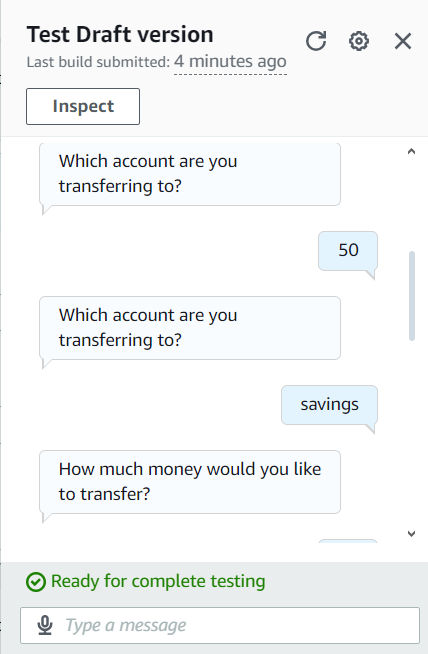 Test Draft version
Last build submitted: 4 minutes ago
Inspect
Which account are you
transferring to?
50
Which account are you
transferring to?
savings
How much money would you like
to transfer?
Ready for complete testing
Type a message